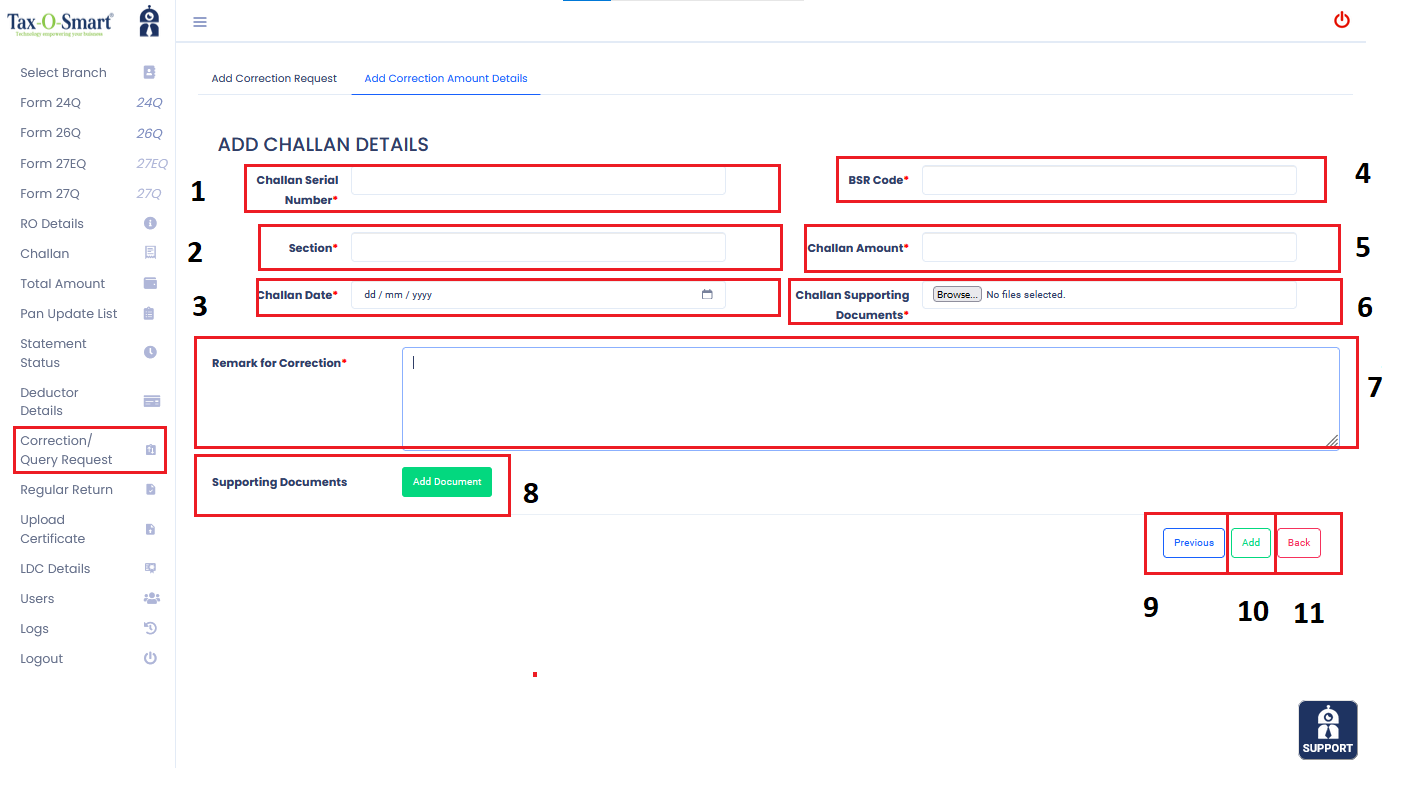 Tax-O-Smart®
Technology empowering your business
Select Branch
Form 24Q 24Q
Form 26Q 26Q
Form 27EQ 27EQ
Form 27Q 27Q
RO Details
Challan
Total Amount
Pan Update List
Statement
Status
Deductor
Details
Correction/
Query Request
Regular Return
Upload
Certificate
LDC Details
Users
Logs
Logout
Add Correction Request Add Correction Amount Details
ADD CHALLAN DETAILS
1 Challan Serial
Number*
BSR Code* 4
2 Section*
Challan Amount* 5
3 Challan Date* dd / mm / yyyy
Challan Supporting
Documents* Browse... No files selected. 6
Remark for Correction* 7
Supporting Documents Add Document 8
Previous Add Back
9 10 11
SUPPORT